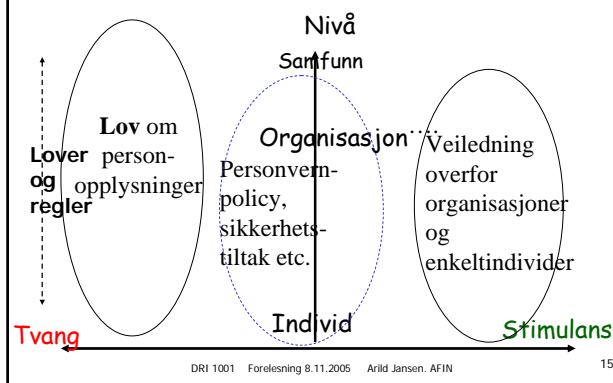 Nivå
Samfunn
Lov om
person-
opplysninger
Lover
og
regler
Organisasjon....
Personvern-
policy,
sikkerhets-
tiltak etc.
Veiledning
overfor
organisasjoner
og
enkeltindivider
Individ
Tvang
Stimulans
DRI 1001 Forelesning 8.11.2005 Arild Jansen. AFIN
15